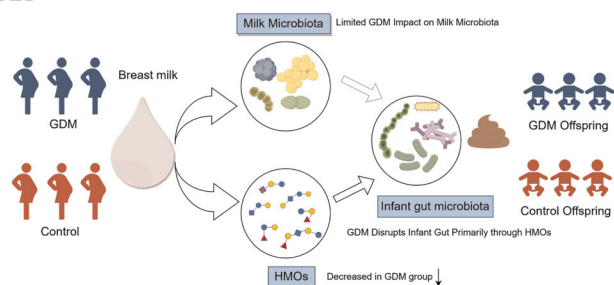 Milk Microbiota
Limited GDM Impact on Milk Microbiota
Breast milk
GDM
GDM Offspring
Infant gut microbiota
Control
Control Offspring
GDM Disrupts Infant Gut Primarily through HMOs
HMOs
Decreased in GDM group